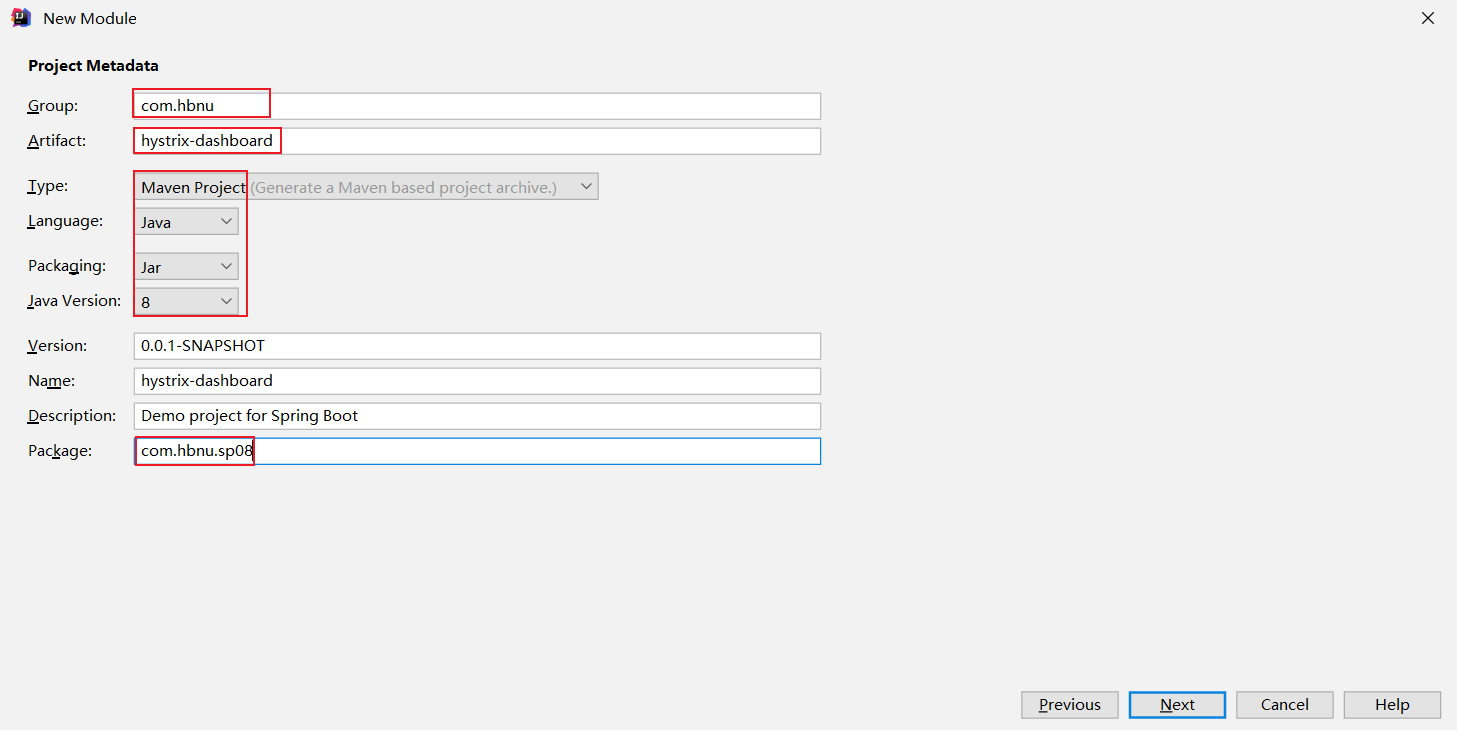 New Module
Project Metadata
Group: com.hbnu
Artifact: hystrix-dashboard
Type: Maven Project (Generate a Maven based project archive.)
Language: Java
Packaging: Jar
Java Version: 8
Version: 0.0.1-SNAPSHOT
Name: hystrix-dashboard
Description: Demo project for Spring Boot
Package: com.hbnu.sp08
Previous Next Cancel Help